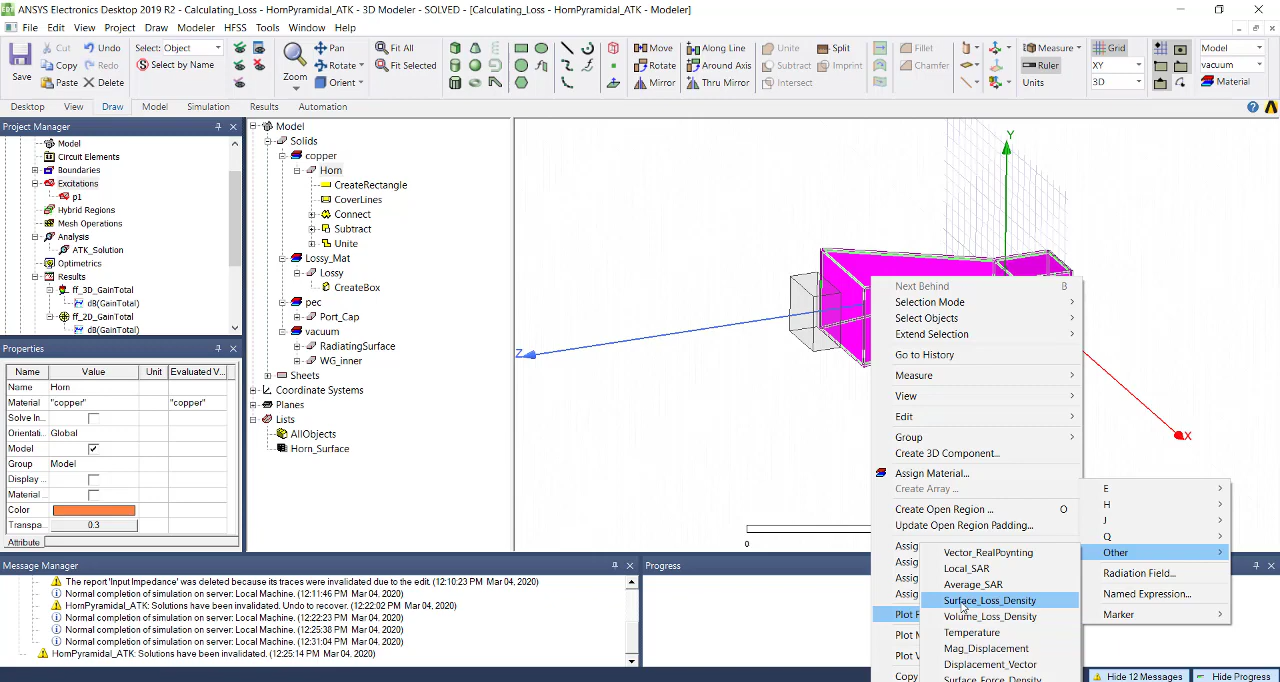 ANSYS Electronics Desktop 2019 R2 - Calculating_Loss - HornPyramidal_ATK - 3D Modeler - SOLVED - [Calculating_Loss - HornPyramidal_ATK - Modeler]
File Edit View Project Draw Modeler HFSS Tools Window Help
Save
Cut Copy Paste
Undo Redo Delete
Select: Object
Select by Name
Zoom
Pan
Rotate
Orient
Fit All
Fit Selected
Move Rotate Mirror
Along Line
Around Axis
Thru Mirror
Unite Subtract Intersect
Split Imprint
Fillet
Chamfer
Measure
Ruler
Units
Grid
XY
3D
Model
vacuum
Material
Desktop View Draw Model Simulation Results Automation
Project Manager
Model
Circuit Elements
Boundaries
Excitations
p1
Hybrid Regions
Mesh Operations
Analysis
ATK_Solution
Optimetrics
Results
ff_3D_GainTotal
dB(GainTotal)
ff_2D_GainTotal
dB(GainTotal)
Properties
Name Value Unit Evaluated V...
Name Horn
Material "copper" "copper"
Solve In...
Orientati... Global
Model
Group Model
Display ...
Material ...
Color
Transpa... 0.3
Attribute
Model
Solids
copper
Horn
CreateRectangle
CoverLines
Connect
Subtract
Unite
Lossy_Mat
Lossy
CreateBox
pec
Port_Cap
vacuum
RadiatingSurface
WG_inner
Sheets
Coordinate Systems
Planes
Lists
AllObjects
Horn_Surface
Y
Z
X
0
Next Behind B
Selection Mode
Select Objects
Extend Selection
Go to History
Measure
View
Edit
Group
Create 3D Component...
Assign Material...
Create Array ...
Create Open Region ... O
Update Open Region Padding...
Assig
Assig
Assig
Assig
Plot F
Plot M
Plot V
Copy
E
H
J
Q
Other
Radiation Field...
Named Expression...
Marker
Vector_RealPoynting
Local_SAR
Average_SAR
Surface_Loss_Density
Volume_Loss_Density
Temperature
Mag_Displacement
Displacement_Vector
Surface_Force_Density
Message Manager
The report 'Input Impedance' was deleted because its traces were invalidated due to the edit. (12:10:23 PM Mar 04, 2020)
Normal completion of simulation on server: Local Machine. (12:11:46 PM Mar 04, 2020)
HornPyramidal_ATK: Solutions have been invalidated. Undo to recover. (12:22:02 PM Mar 04, 2020)
Normal completion of simulation on server: Local Machine. (12:22:28 PM Mar 04, 2020)
Normal completion of simulation on server: Local Machine. (12:25:38 PM Mar 04, 2020)
Normal completion of simulation on server: Local Machine. (12:31:04 PM Mar 04, 2020)
HornPyramidal_ATK: Solutions have been invalidated. (12:25:14 PM Mar 04, 2020)
Progress
Hide 12 Messages
Hide Progress